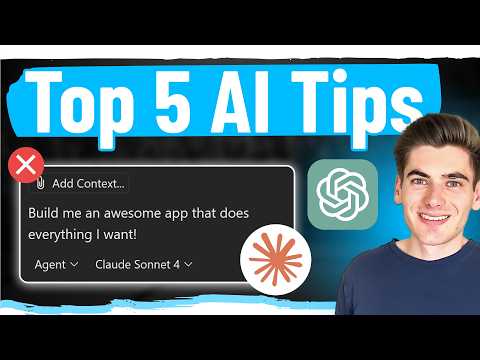 Top 5 AI Tips
Add Context...
Build me an awesome app that does
everything I want!
Agent Claude Sonnet 4